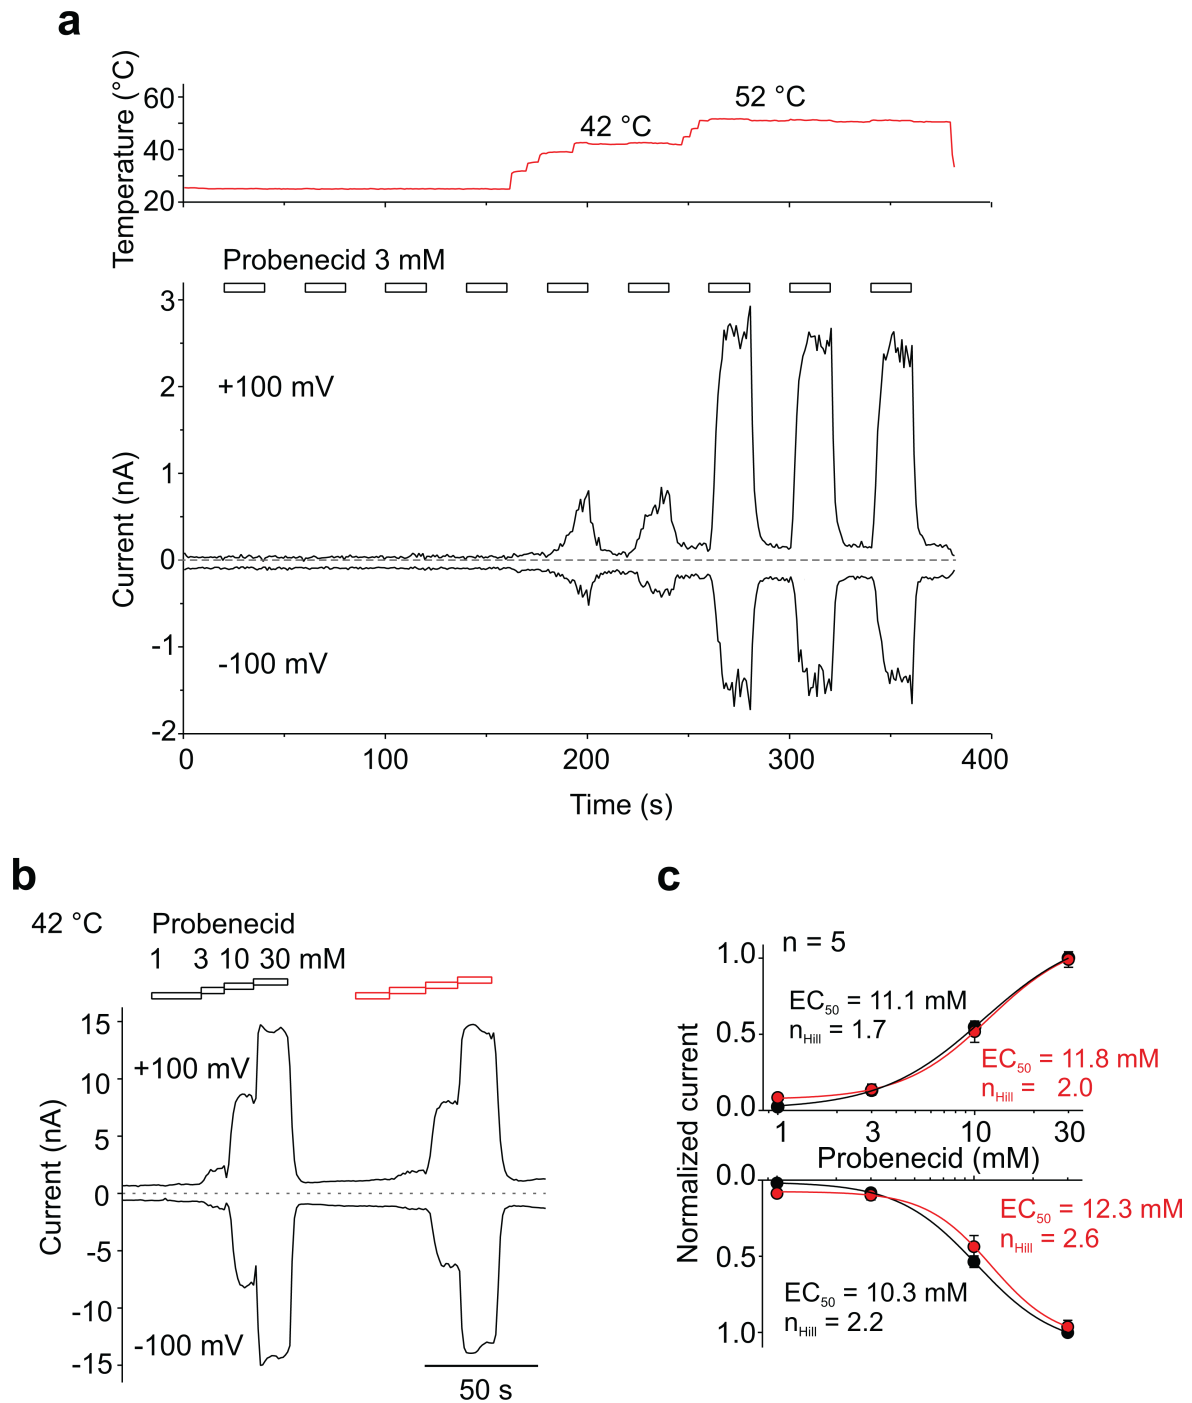 a
Temperature (°C)
60
40
20
42 °C
52 °C
Probenecid 3 mM
Current (nA)
3
2
1
0
-1
-2
+100 mV
-100 mV
0 100 200 300 400
Time (s)
b
42 °C Probenecid
1 3 10 30 mM
Current (nA)
15
10
5
0
-5
-10
-15
+100 mV
-100 mV
50 s
c
Normalized current
1.0
0.5
0.0
n = 5
EC50 = 11.1 mM
nHill = 1.7
EC50 = 11.8 mM
nHill = 2.0
1 3 10 30
Probenecid (mM)
0.0
0.5
1.0
EC50 = 12.3 mM
nHill = 2.6
EC50 = 10.3 mM
nHill = 2.2